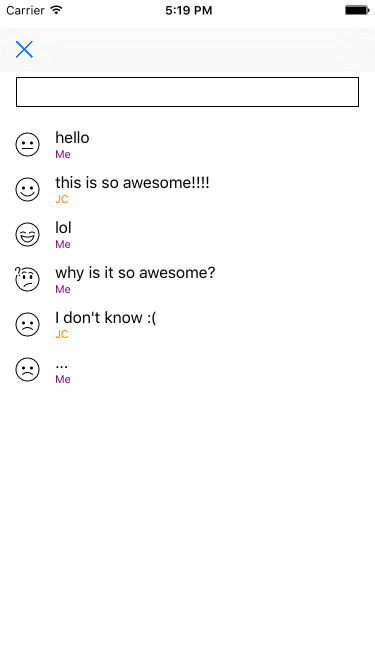 Carrier 5:19 PM
hello
Me
this is so awesome!!!!
JC
lol
Me
?
why is it so awesome?
Me
I don't know :(
JC
...
Me